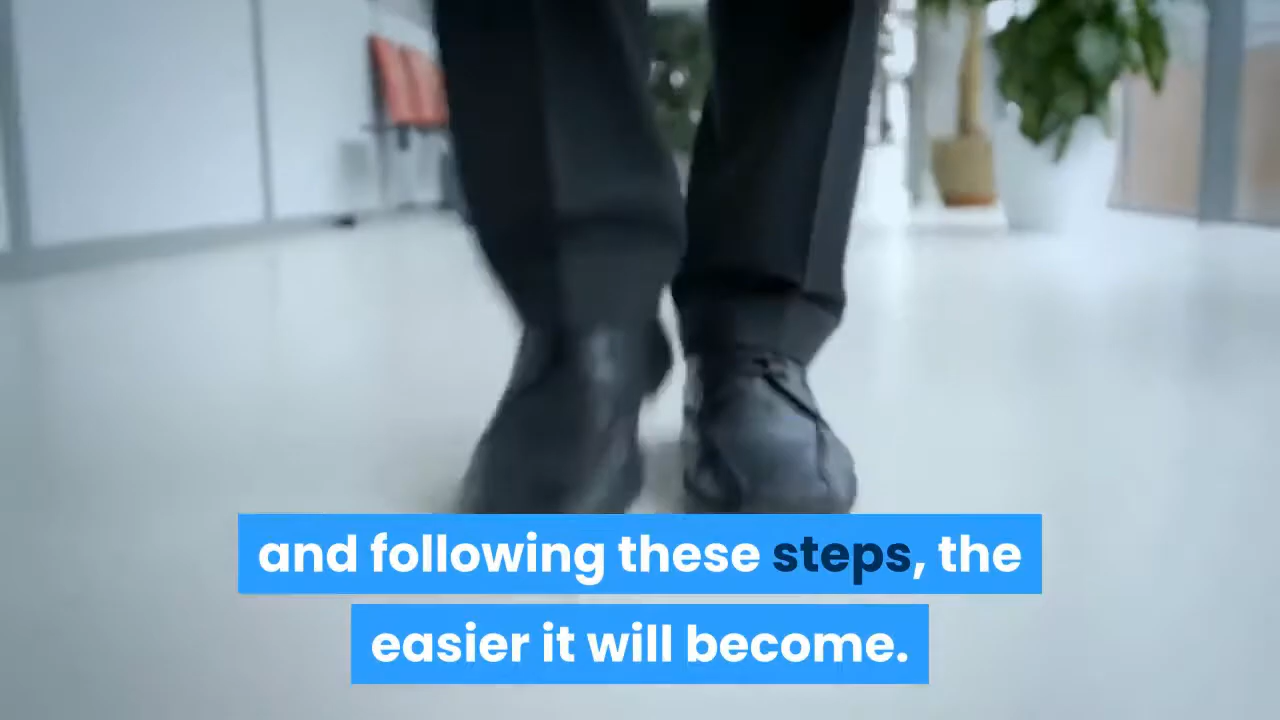 and following these steps, the
easier it will become.